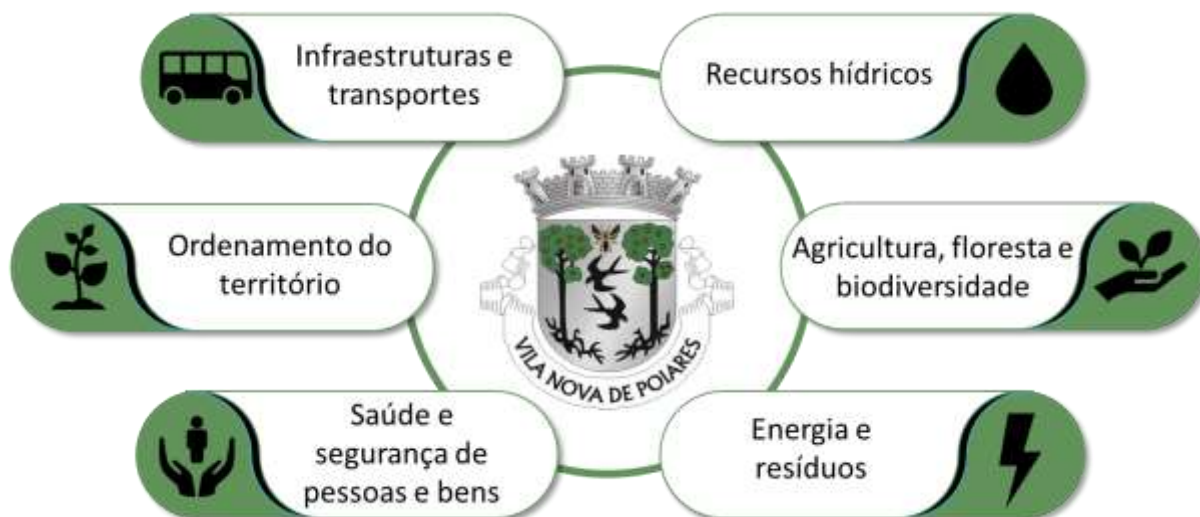 Infraestruturas e
transportes
Recursos hídricos
Ordenamento do
território
Agricultura, floresta e
biodiversidade
VILA NOVA DE POIARES
Saúde e
segurança de
pessoas e bens
Energia e
resíduos